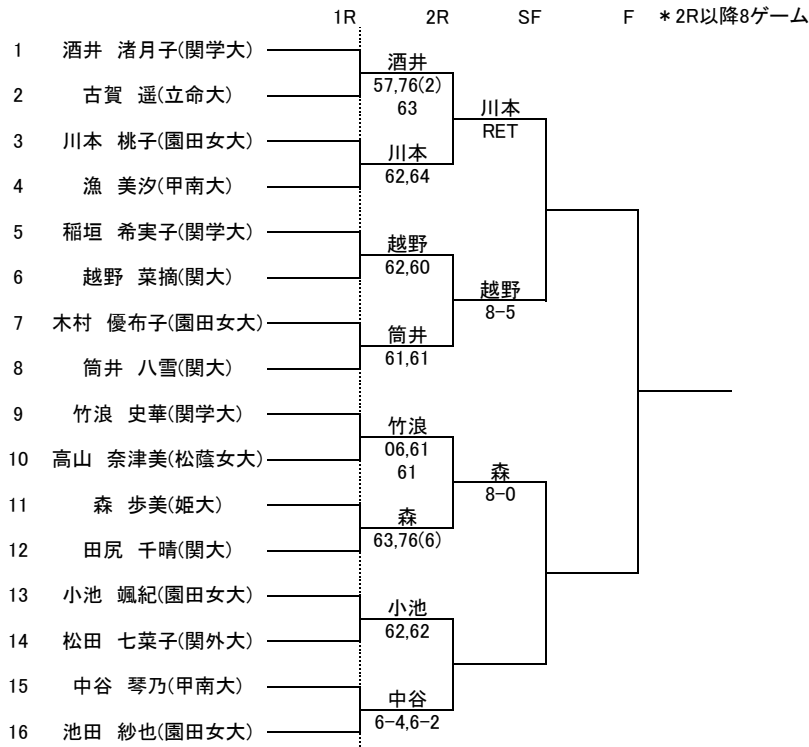 1R 2R SF F *2R以降8ゲーム
1 酒井 渚月子(関学大)
酒井
57,76(2)
63
2 古賀 遥(立命大)
川本
RET
3 川本 桃子(園田女大)
川本
62,64
4 漁 美汐(甲南大)
5 稲垣 希実子(関学大)
越野
62,60
6 越野 菜摘(関大)
越野
8-5
7 木村 優布子(園田女大)
筒井
61,61
8 筒井 八雪(関大)
9 竹浪 史華(関学大)
竹浪
06,61
61
10 高山 奈津美(松蔭女大)
森
8-0
11 森 歩美(姫大)
森
63,76(6)
12 田尻 千晴(関大)
13 小池 颯紀(園田女大)
小池
62,62
14 松田 七菜子(関外大)
15 中谷 琴乃(甲南大)
中谷
6-4,6-2
16 池田 紗也(園田女大)